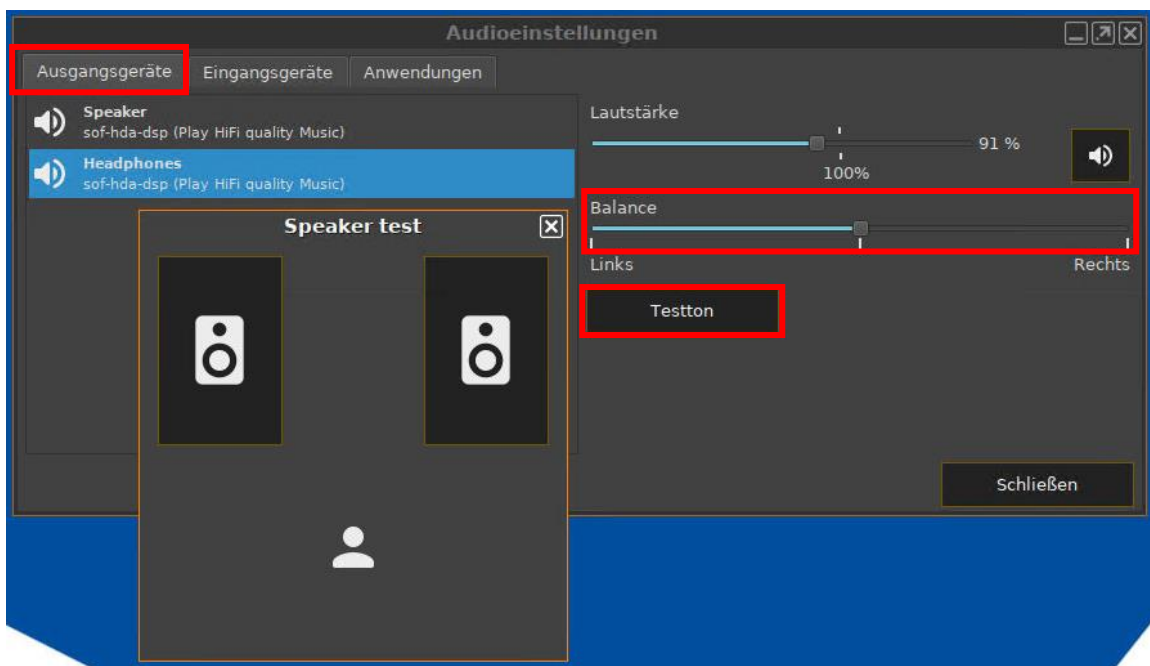 Audioeinstellungen
Ausgangsgeräte Eingangsgeräte Anwendungen
Speaker
sof-hda-dsp (Play HiFi quality Music)
Headphones
sof-hda-dsp (Play HiFi quality Music)
Lautstärke
91 %
100%
Balance
Links Rechts
Testton
Speaker test
Schließen